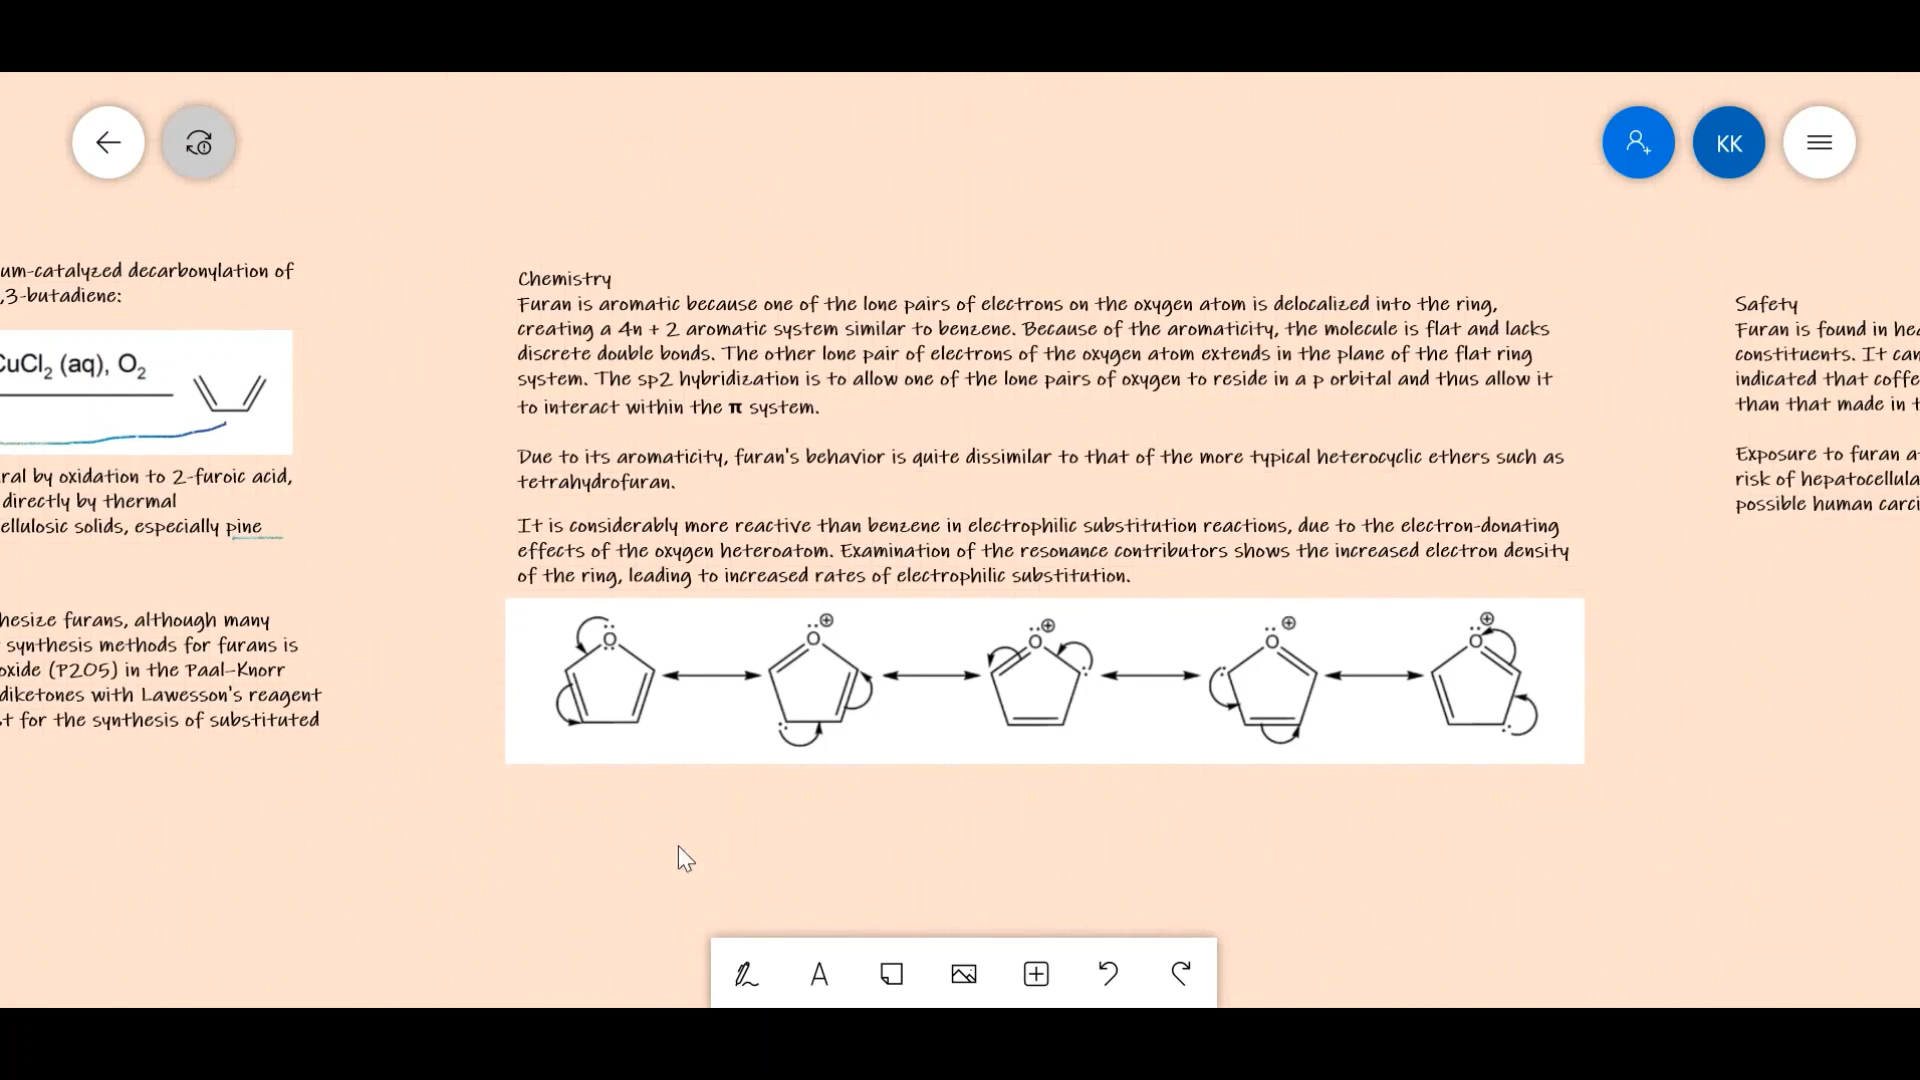 KK
um-catalyzed decarbonylation of
,3-butadiene:
CuCl2 (aq), O2
ral by oxidation to 2-furoic acid,
directly by thermal
ellulosic solids, especially pine
hesize furans, although many
synthesis methods for furans is
oxide (P2O5) in the Paal-Knorr
diketones with Lawesson's reagent
t for the synthesis of substituted
Chemistry
Furan is aromatic because one of the lone pairs of electrons on the oxygen atom is delocalized into the ring,
creating a 4n + 2 aromatic system similar to benzene. Because of the aromaticity, the molecule is flat and lacks
discrete double bonds. The other lone pair of electrons of the oxygen atom extends in the plane of the flat ring
system. The sp2 hybridization is to allow one of the lone pairs of oxygen to reside in a p orbital and thus allow it
to interact within the π system.
Due to its aromaticity, furan's behavior is quite dissimilar to that of the more typical heterocyclic ethers such as
tetrahydrofuran.
It is considerably more reactive than benzene in electrophilic substitution reactions, due to the electron-donating
effects of the oxygen heteroatom. Examination of the resonance contributors shows the increased electron density
of the ring, leading to increased rates of electrophilic substitution.
O O⊕ O⊕ O⊕ O⊕
Safety
Furan is found in hea
constituents. It can
indicated that coffe
than that made in t
Exposure to furan a
risk of hepatocellula
possible human carci
A